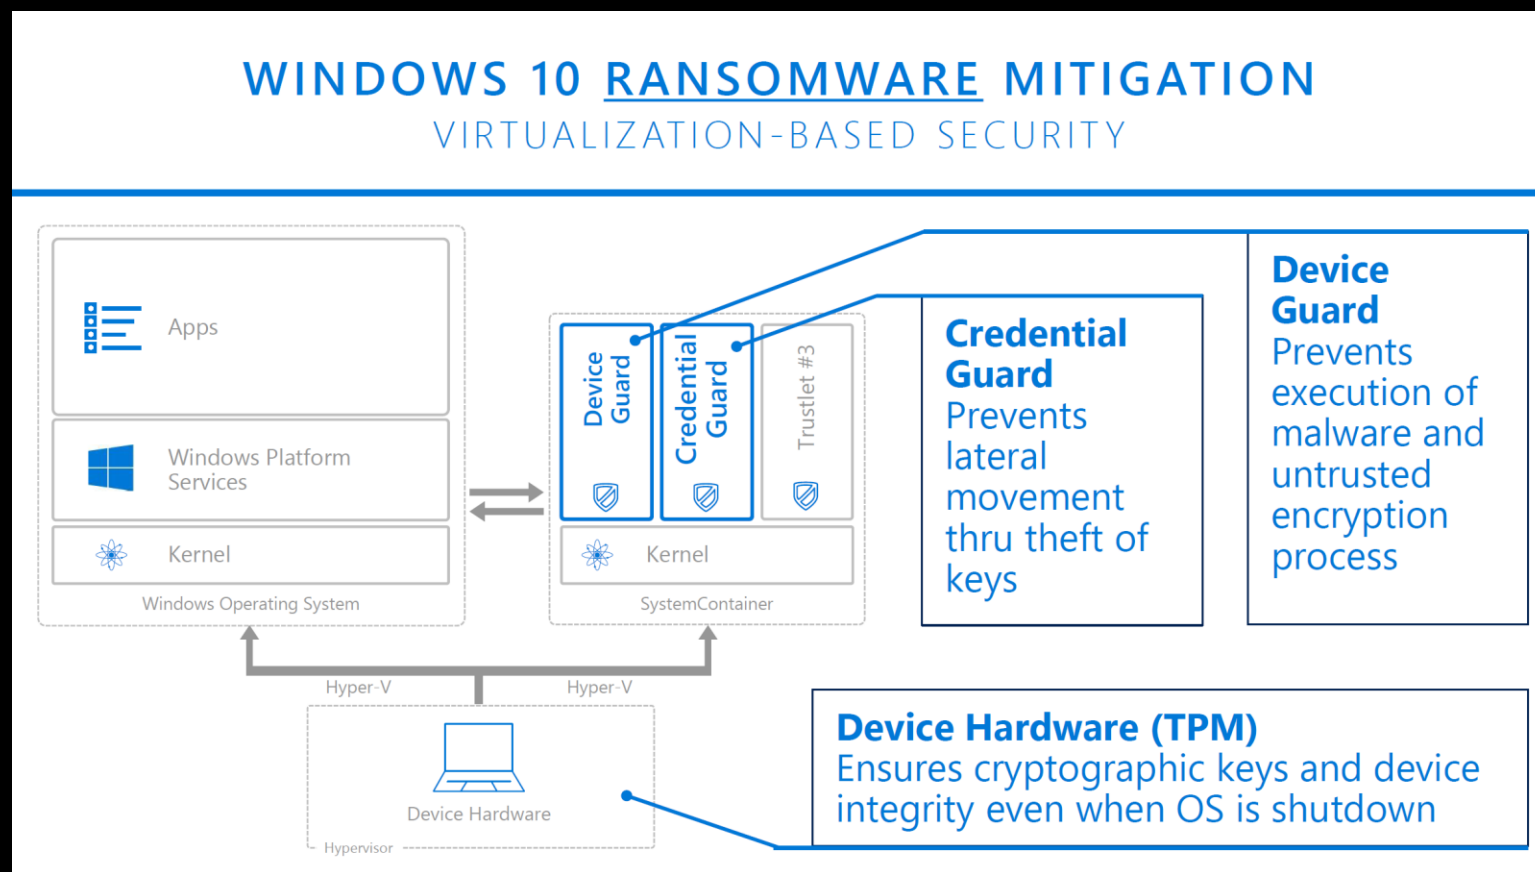 WINDOWS 10 RANSOMWARE MITIGATION
VIRTUALIZATION-BASED SECURITY
Apps
Windows Platform
Services
Kernel
Windows Operating System
Device
Guard
Credential
Guard
Trustlet #3
Kernel
SystemContainer
Credential
Guard
Prevents
lateral
movement
thru theft of
keys
Device
Guard
Prevents
execution of
malware and
untrusted
encryption
process
Hyper-V
Hyper-V
Device Hardware
Hypervisor
Device Hardware (TPM)
Ensures cryptographic keys and device
integrity even when OS is shutdown